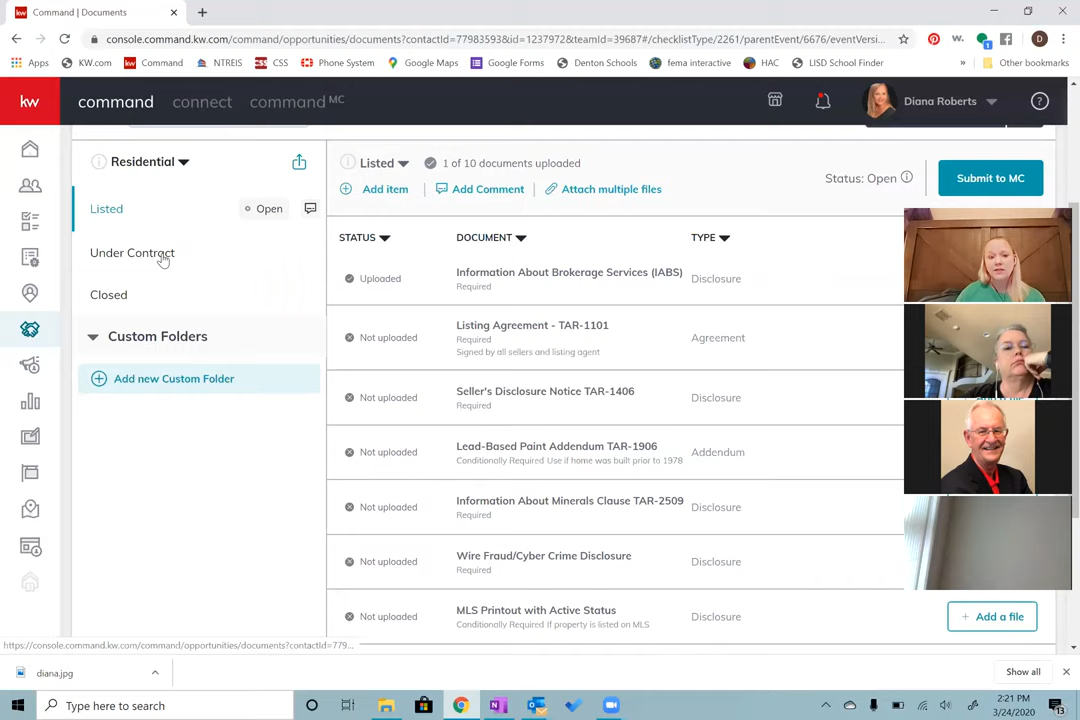 kw Command | Documents
console.command.kw.com/command/opportunities/documents?contactId=77983593&id=1237972&teamId=39687#/checklistType/2261/parentEvent/6676/eventVersi...
Apps KW.com Command NTREIS CSS Phone System Google Maps Google Forms Denton Schools fema interactive HAC LISD School Finder » Other bookmarks
kw command connect command MC Diana Roberts
Residential
Listed 1 of 10 documents uploaded
Status: Open
Submit to MC
Add item Add Comment Attach multiple files
Listed Open
Under Contract
Closed
Custom Folders
Add new Custom Folder
STATUS DOCUMENT TYPE
Uploaded Information About Brokerage Services (IABS) Disclosure
Required
Listing Agreement - TAR-1101
Not uploaded Required Agreement
Signed by all sellers and listing agent
Seller's Disclosure Notice TAR-1406
Not uploaded Disclosure
Required
Lead-Based Paint Addendum TAR-1906
Not uploaded Addendum
Conditionally Required Use if home was built prior to 1978
Information About Minerals Clause TAR-2509
Not uploaded Disclosure
Required
Wire Fraud/Cyber Crime Disclosure
Not uploaded Disclosure
Required
MLS Printout with Active Status
Not uploaded Disclosure + Add a file
Conditionally Required If property is listed on MLS
https://console.command.kw.com/command/opportunities/documents?contactId=779...
diana.jpg Show all
Type here to search
2:21 PM
3/24/2020
13